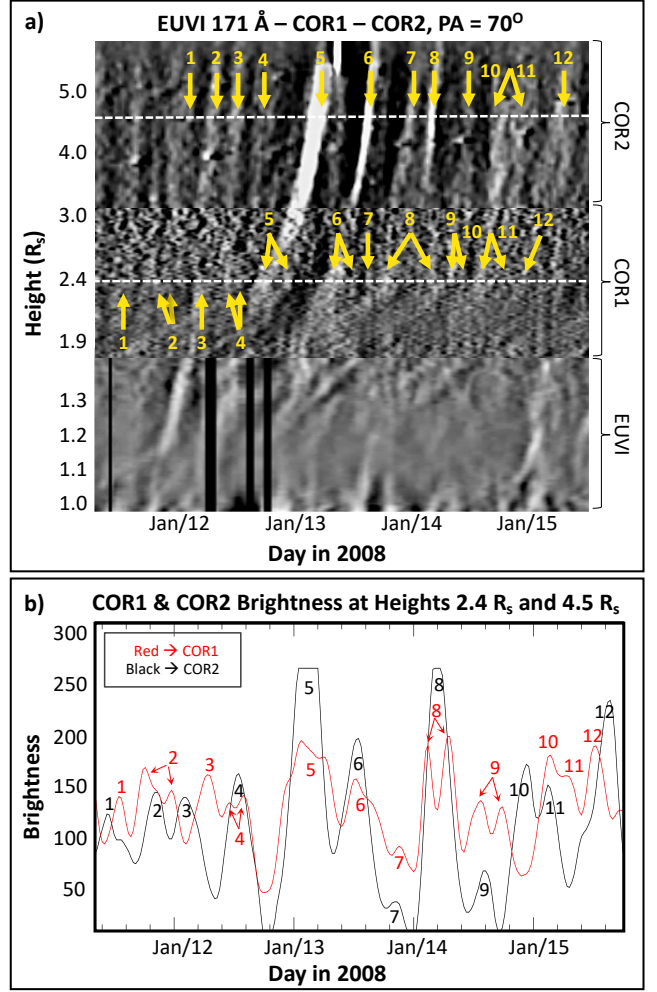 a)
EUVI 171 Å – COR1 – COR2, PA = 70⁰
1 2 3 4 5 6 7 8 9 10 11 12
5.0
4.0
3.0
2.4
1.9
1.3
1.2
1.1
1.0
Height (Rₛ)
5 6 7 8 9 10 11 12
1 2 3 4
COR2
COR1
EUVI
Jan/12 Jan/13 Jan/14 Jan/15
Day in 2008
b)
COR1 & COR2 Brightness at Heights 2.4 Rₛ and 4.5 Rₛ
300
250
200
150
100
50
Brightness
Red → COR1
Black → COR2
1 2 3 4 5 6 7 8 9 10 11 12
1 2 3 4 5 6 7 8 9 10 11 12
Jan/12 Jan/13 Jan/14 Jan/15
Day in 2008